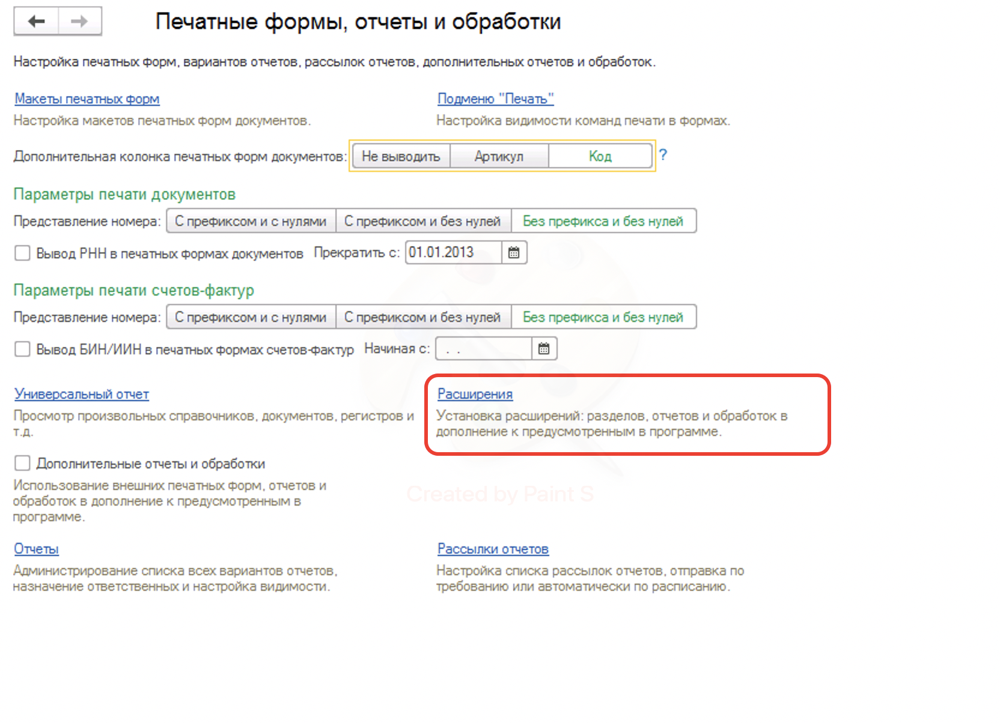 Печатные формы, отчеты и обработки
Настройка печатных форм, вариантов отчетов, рассылок отчетов, дополнительных отчетов и обработок.
Макеты печатных форм
Настройка макетов печатных форм документов.
Подменю "Печать"
Настройка видимости команд печати в формах.
Дополнительная колонка печатных форм документов: Не выводить Артикул Код ?
Параметры печати документов
Представление номера: С префиксом и с нулями С префиксом и без нулей Без префикса и без нулей
Вывод РНН в печатных формах документов Прекратить с: 01.01.2013
Параметры печати счетов-фактур
Представление номера: С префиксом и с нулями С префиксом и без нулей Без префикса и без нулей
Вывод БИН/ИИН в печатных формах счетов-фактур Начиная с: . .
Универсальный отчет
Просмотр произвольных справочников, документов, регистров и
т.д.
Расширения
Установка расширений: разделов, отчетов и обработок в
дополнение к предусмотренным в программе.
Дополнительные отчеты и обработки
Использование внешних печатных форм, отчетов и
обработок в дополнение к предусмотренным в
программе.
Created by Paint S
Отчеты
Администрирование списка всех вариантов отчетов,
назначение ответственных и настройка видимости.
Рассылки отчетов
Настройка списка рассылок отчетов, отправка по
требованию или автоматически по расписанию.